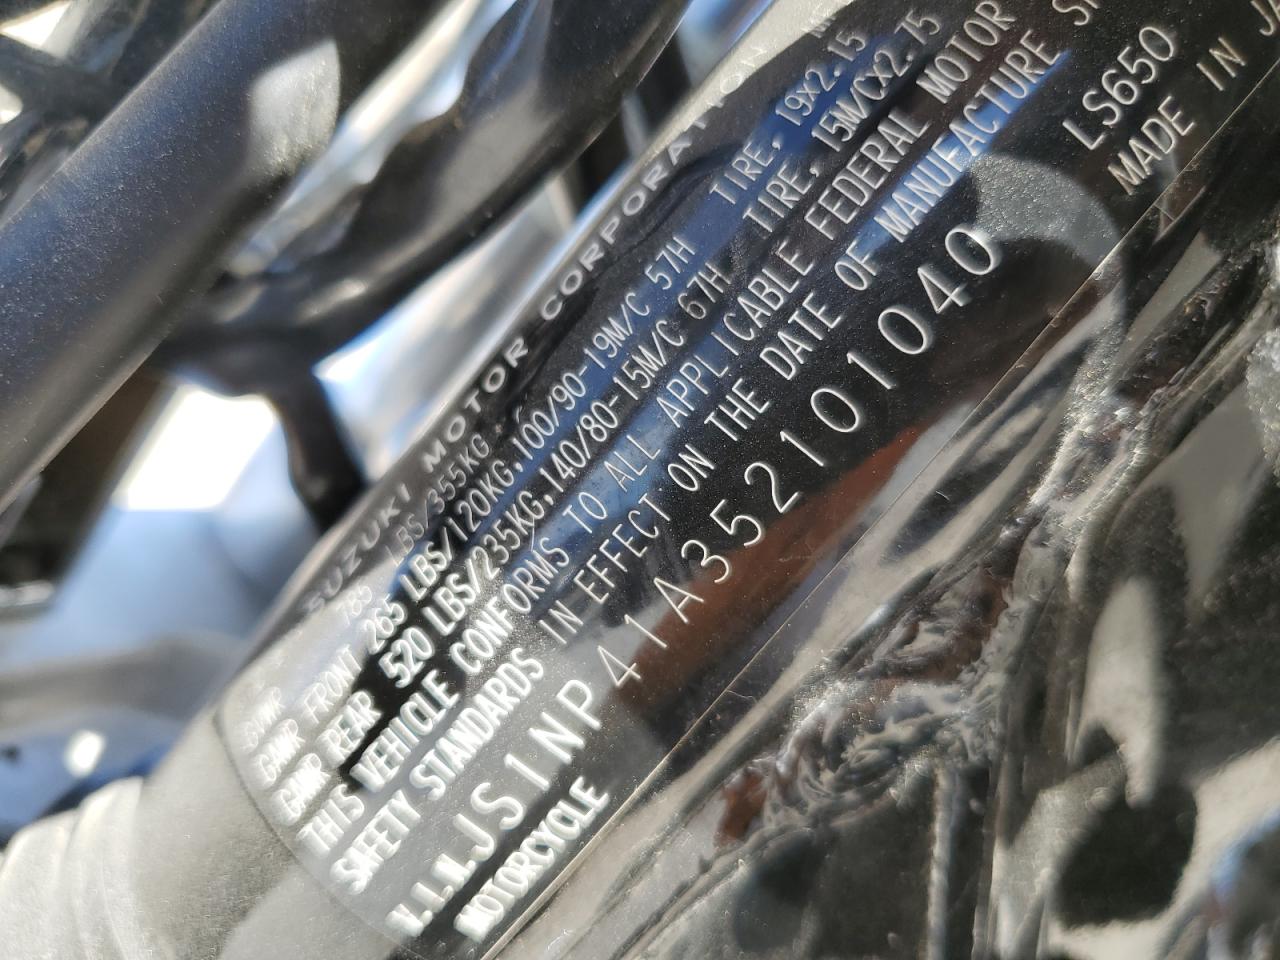 SUZUKI MOTOR CORPORATION
GVWR 785 LBS/355KG
GAWR FRONT 265 LBS/120KG,100/90-19M/C 57H TIRE, 19X2.15
GAWR REAR 520 LBS/235KG,140/80-15M/C 67H TIRE,15M/CX2.75
THIS VEHICLE CONFORMS TO ALL APPLICABLE FEDERAL MOTOR
SAFETY STANDARDS IN EFFECT ON THE DATE OF MANUFACTURE
V.I.N.JS1NP41A352101040 LS650
MOTORCYCLE MADE IN